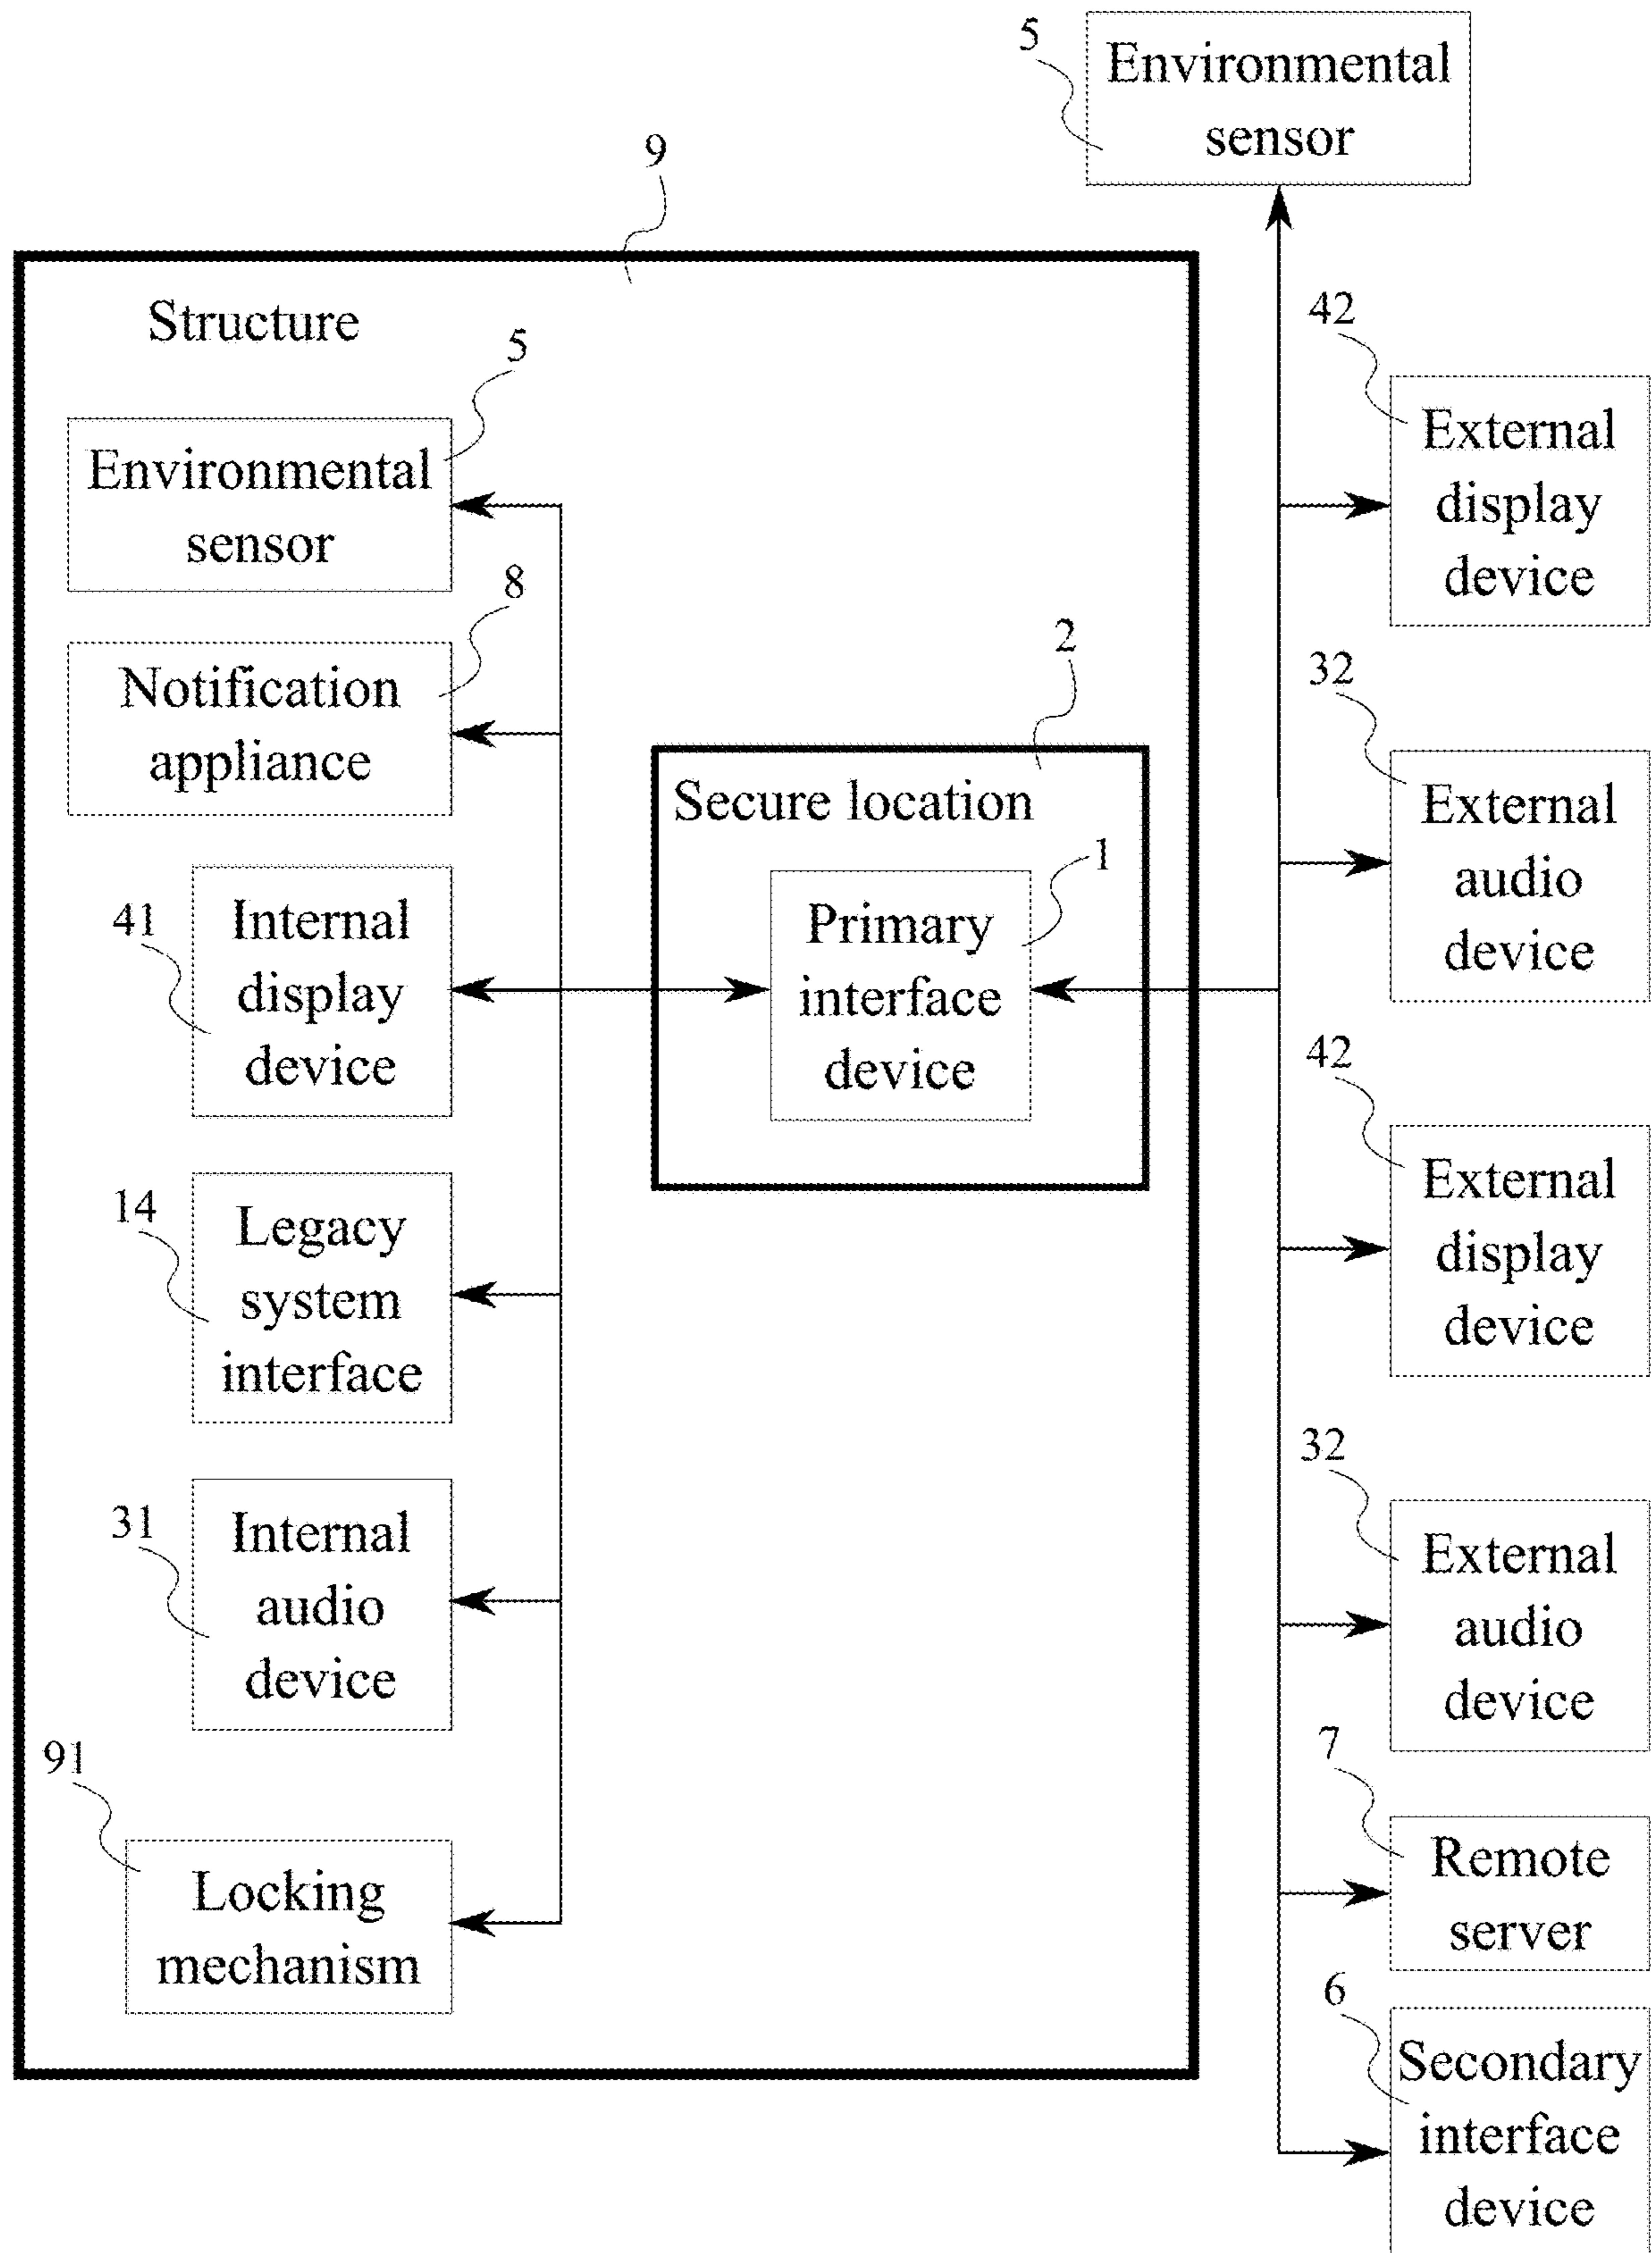 5
Environmental
sensor
9
Structure
5
Environmental
sensor
8
Notification
appliance
2
Secure location
1
Primary
interface
device
41
Internal
display
device
14
Legacy
system
interface
31
Internal
audio
device
91
Locking
mechanism
42
External
display
device
32
External
audio
device
42
External
display
device
32
External
audio
device
7
Remote
server
6
Secondary
interface
device